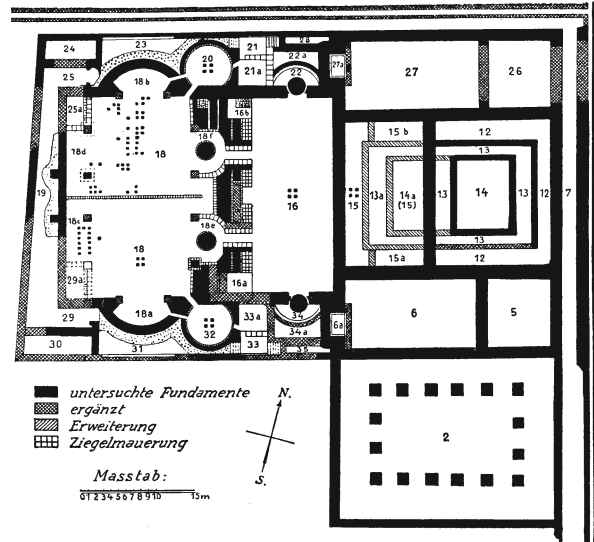 24
23
20
21
28
25
18b
21a
22a
22
27a
27
26
25a
16b
18f
15b
12
13
18d
18
19
16
15
13a
14a
(15)
13
14
13
12
7
18c
18e
13
12
15a
18
29a
16a
29
18a
32
33a
34
34a
6a
6
5
30
31
33
35
untersuchte Fundamente
ergänzt
Erweiterung
Ziegelmauerung
N.
S.
Masstab:
0 1 2 3 4 5 6 7 8 9 10 15m
2